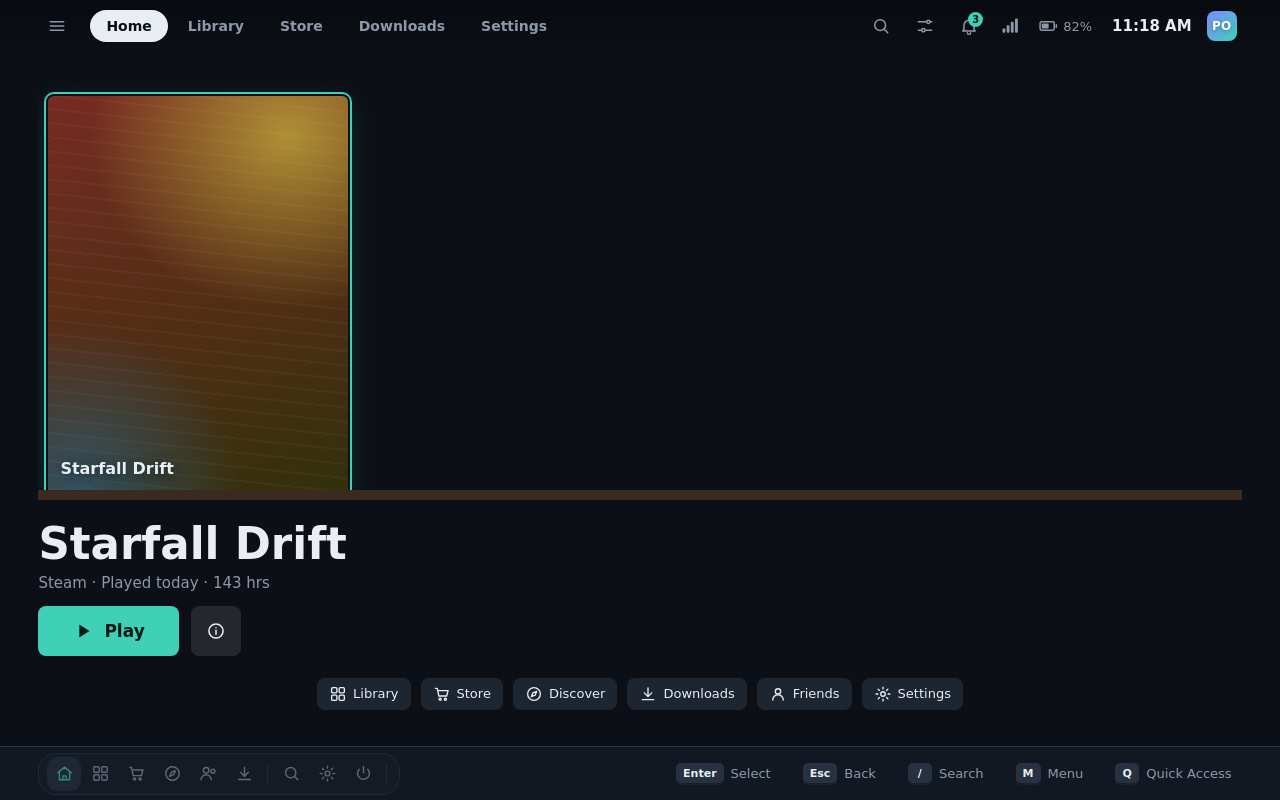 Home Library Store Downloads Settings 3 82% 11:18 AM PO
Starfall Drift
Starfall Drift
Steam · Played today · 143 hrs
Play
Library Store Discover Downloads Friends Settings
Enter Select Esc Back / Search M Menu Q Quick Access